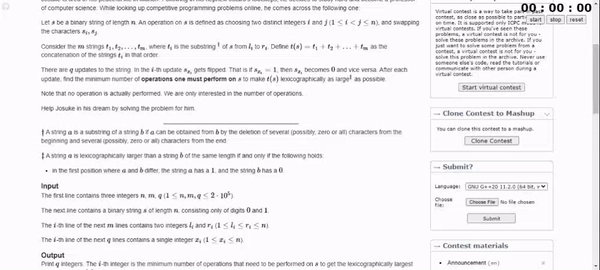 of computer science. While looking up competitive programming problems online, he comes across the following one:
Let s be a binary string of length n. An operation on s is defined as choosing two distinct integers i and j (1 ≤ i < j ≤ n), and swapping
the characters s_i, s_j
Consider the m strings t_1, t_2, ..., t_m, where t_i is the substring † of s from l_i to r_i. Define t(s) = t_1 + t_2 + ... + t_m as the
concatenation of the strings t_i in that order.
There are q updates to the string. In the i-th update s_{x_i} gets flipped. That is if s_{x_i} = 1, then s_{x_i} becomes 0 and vice versa. After each
update, find the minimum number of operations one must perform on s to make t(s) lexicographically as large‡ as possible.
Note that no operation is actually performed. We are only interested in the number of operations.
Help Josuke in his dream by solving the problem for him.
† A string a is a substring of a string b if a can be obtained from b by the deletion of several (possibly, zero or all) characters from the
beginning and several (possibly, zero or all) characters from the end.
‡ A string a is lexicographically larger than a string b of the same length if and only if the following holds:
• in the first position where a and b differ, the string a has a 1, and the string b has a 0
Input
The first line contains three integers n, m, q (1 ≤ n, m, q ≤ 2 · 10^5)
The next line contains a binary string s of length n, consisting only of digits 0 and 1.
The i-th line of the next m lines contains two integers l_i and r_i (1 ≤ l_i ≤ r_i ≤ n)
The i-th line of the next q lines contains a single integer x_i (1 ≤ x_i ≤ n).
Output
Print q integers. The i-th integer is the minimum number of operations that need to be performed on s to get the lexicographically largest
00 : 00 : 00
start stop reset
Virtual contest is a way to take
contest, as close as possible to
on time. It is supported only ICPC
virtual contests. If you've seen these
problems, a virtual contest is not for you -
solve these problems in the archive. If you
just want to solve some problem from a
contest, a virtual contest is not for you -
solve this problem in the archive. Never use
someone else's code, read the tutorials or
communicate with other person during a
virtual contest.
Start virtual contest
→ Clone Contest to Mashup
You can clone this contest to a mashup.
Clone Contest
→ Submit?
Language: GNU G++20 11.2.0 (64 bit, v
Choose file: Choose File No file chosen
Submit
→ Contest materials
• Announcement (en)